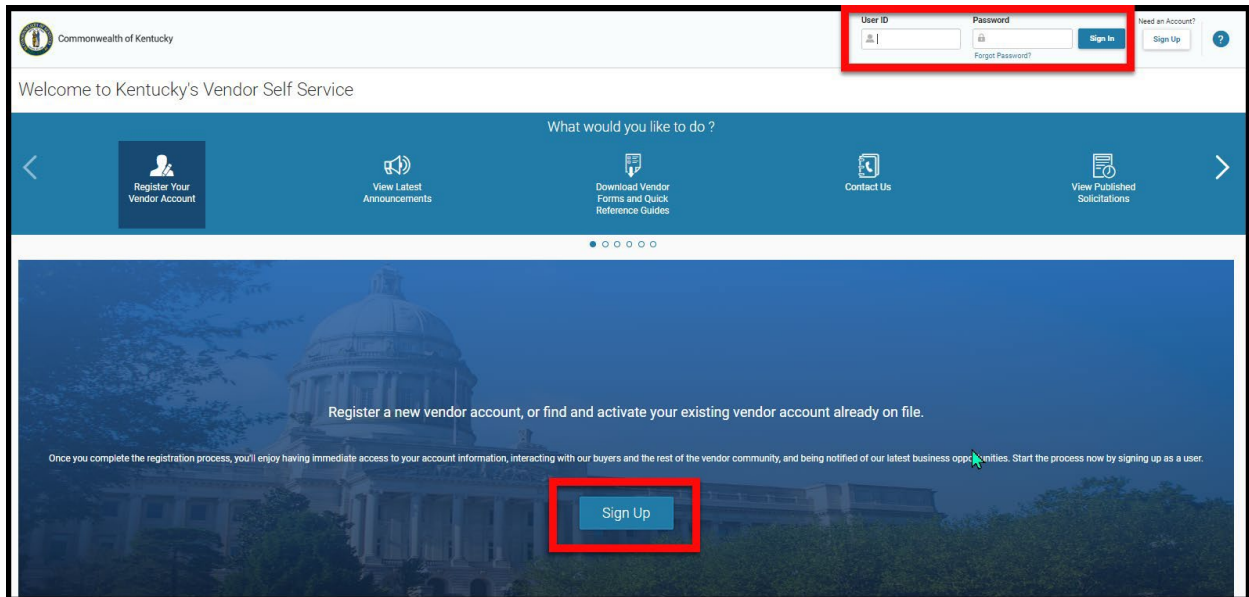 Commonwealth of Kentucky
User ID
Password
Sign In
Forgot Password?
Need an Account?
Sign Up
?
Welcome to Kentucky's Vendor Self Service
What would you like to do ?
Register Your
Vendor Account
View Latest
Announcements
Download Vendor
Forms and Quick
Reference Guides
Contact Us
View Published
Solicitations
Register a new vendor account, or find and activate your existing vendor account already on file.
Once you complete the registration process, you'll enjoy having immediate access to your account information, interacting with our buyers and the rest of the vendor community, and being notified of our latest business opportunities. Start the process now by signing up as a user.
Sign Up